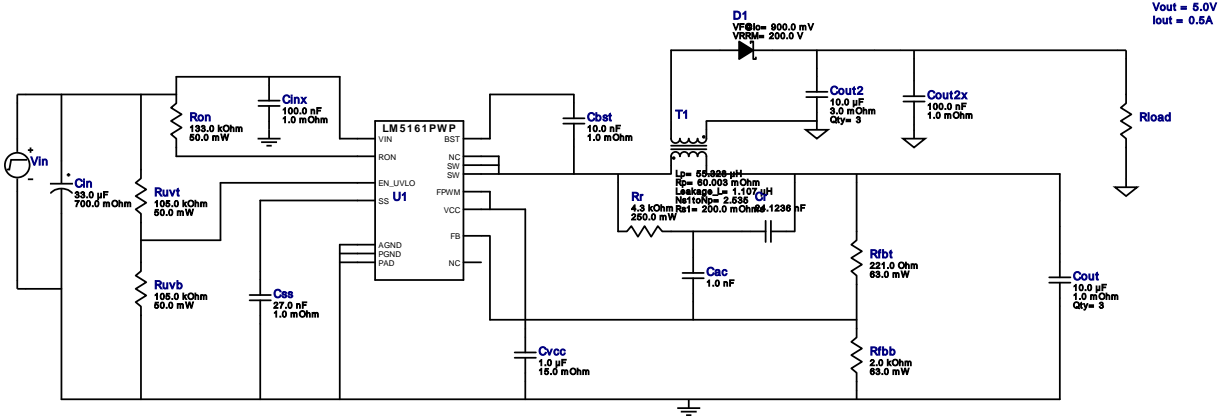 Vout = 5.0V
Iout = 0.5A
D1
VF@Io= 900.0 mV
VRRM= 200.0 V
Cinx
100.0 nF
1.0 mOhm
Ron
133.0 kOhm
50.0 mW
Cout2
10.0 µF
3.0 mOhm
Qty= 3
Cout2x
100.0 nF
1.0 mOhm
Rload
T1
Cbst
10.0 nF
1.0 mOhm
LM5161PWP
VIN
BST
RON
NC
SW
SW
EN_UVLO
U1
FPWM
SS
VCC
FB
AGND
PGND
PAD
NC
Vin
+
-
Cin
33.0 µF
700.0 mOhm
Ruvt
105.0 kOhm
50.0 mW
Lp= 55.328 µH
Rp= 60.003 mOhm
Leakage_L= 1.107 µH
Ns1toNp= 2.535
Rs1= 200.0 mOhm
Rr
4.3 kOhm
250.0 mW
Cr
Cac
1.0 nF
Rfbt
221.0 Ohm
63.0 mW
Cout
10.0 µF
1.0 mOhm
Qty= 3
Ruvb
105.0 kOhm
50.0 mW
Css
27.0 nF
1.0 mOhm
Cvcc
1.0 µF
15.0 mOhm
Rfbb
2.0 kOhm
63.0 mW